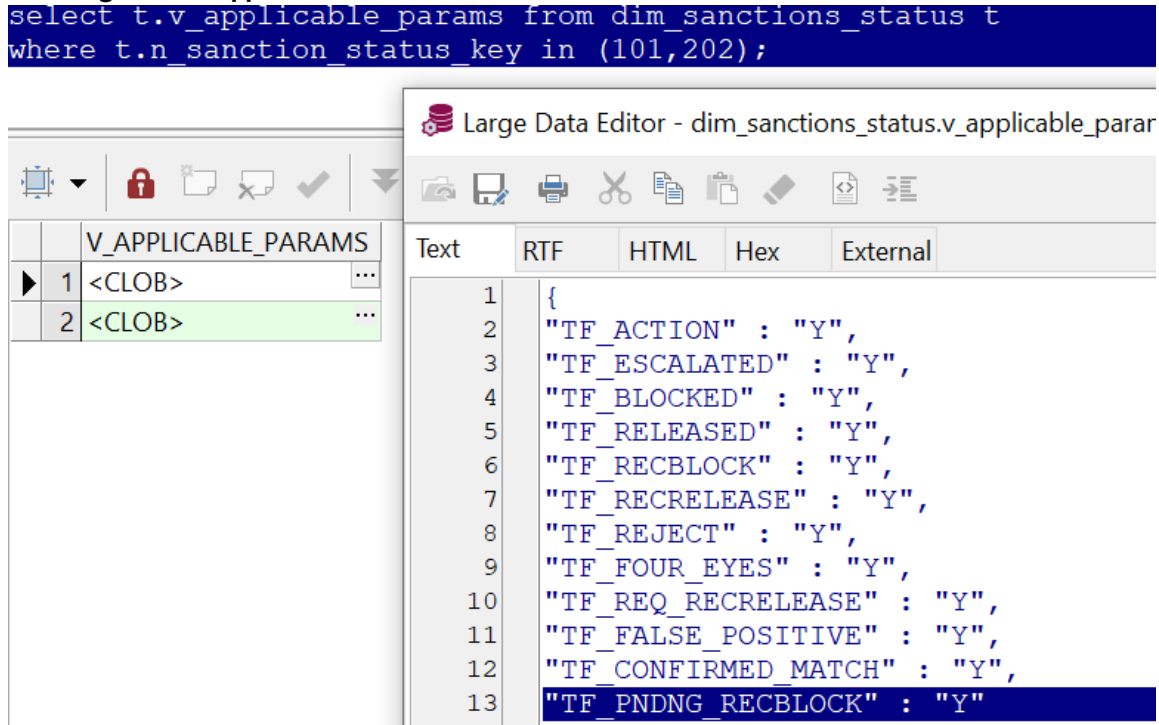 select t.v_applicable_params from dim_sanctions_status t
where t.n_sanction_status_key in (101,202);
Large Data Editor - dim_sanctions_status.v_applicable_param
V_APPLICABLE_PARAMS
1 <CLOB> ...
2 <CLOB> ...
Text RTF HTML Hex External
1 {
2 "TF_ACTION" : "Y",
3 "TF_ESCALATED" : "Y",
4 "TF_BLOCKED" : "Y",
5 "TF_RELEASED" : "Y",
6 "TF_RECBLOCK" : "Y",
7 "TF_RECRELEASE" : "Y",
8 "TF_REJECT" : "Y",
9 "TF_FOUR_EYES" : "Y",
10 "TF_REQ_RECRELEASE" : "Y",
11 "TF_FALSE_POSITIVE" : "Y",
12 "TF_CONFIRMED_MATCH" : "Y",
13 "TF_PNDNG_RECBLOCK" : "Y"